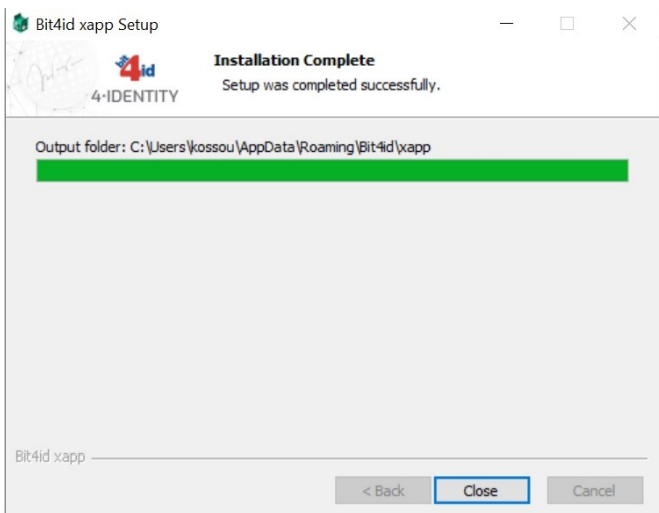 Bit4id xapp Setup
4id
4-IDENTITY
Installation Complete
Setup was completed successfully.
Output folder: C:\Users\kossou\AppData\Roaming\Bit4id\xapp
Bit4id xapp
< Back
Close
Cancel